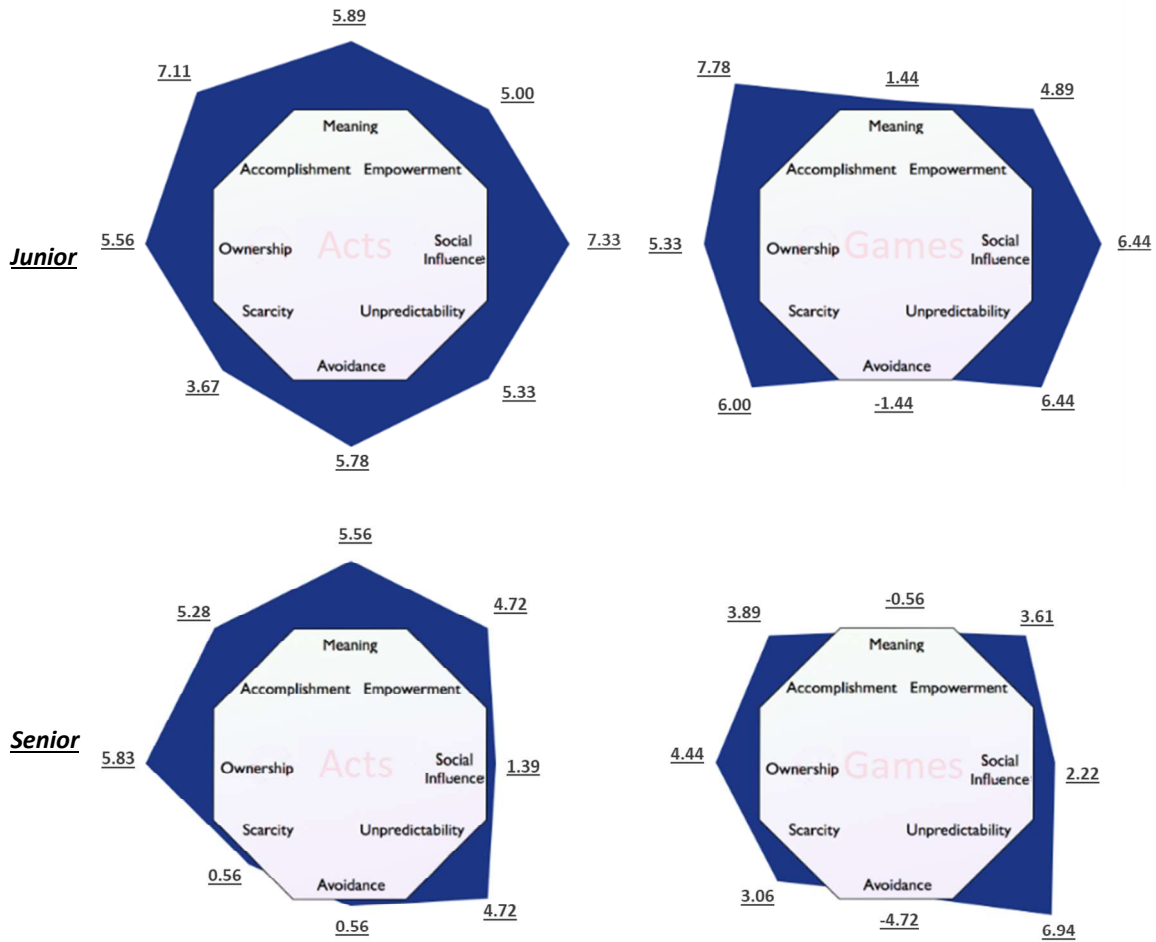 5.89
7.11
5.00
Meaning
Accomplishment Empowerment
Junior
5.56
Ownership
Acts
Social
Influence
7.33
Scarcity
Unpredictability
Avoidance
3.67
5.33
5.78
7.78
1.44
4.89
Meaning
Accomplishment Empowerment
5.33
Ownership
Games
Social
Influence
6.44
Scarcity
Unpredictability
Avoidance
6.00
-1.44
6.44
5.56
5.28
4.72
Meaning
Accomplishment Empowerment
Senior
5.83
Ownership
Acts
Social
Influence
1.39
Scarcity
Unpredictability
Avoidance
0.56
0.56
4.72
-0.56
3.89
3.61
Meaning
Accomplishment Empowerment
4.44
Ownership
Games
Social
Influence
2.22
Scarcity
Unpredictability
Avoidance
3.06
-4.72
6.94